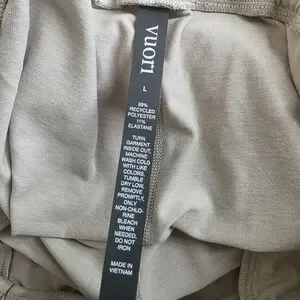 vuori
L
89%
RECYCLED
POLYESTER
11%
ELASTANE
TURN
GARMENT
INSIDE OUT,
MACHINE
WASH COLD
WITH LIKE
COLORS,
TUMBLE
DRY LOW,
REMOVE
PROMPTLY,
ONLY
NON-CHLO-
RINE
BLEACH
WHEN
NEEDED,
DO NOT
IRON
MADE IN
VIETNAM